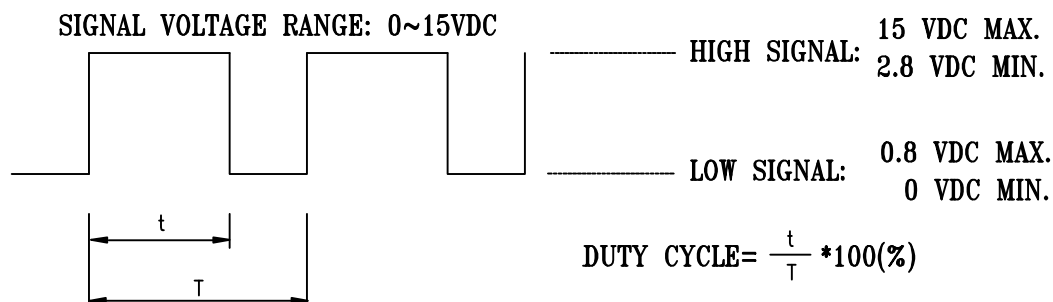 SIGNAL VOLTAGE RANGE: 0~15VDC
HIGH SIGNAL: 15 VDC MAX.
2.8 VDC MIN.
LOW SIGNAL: 0.8 VDC MAX.
0 VDC MIN.
t
T
DUTY CYCLE= t/T *100(%)